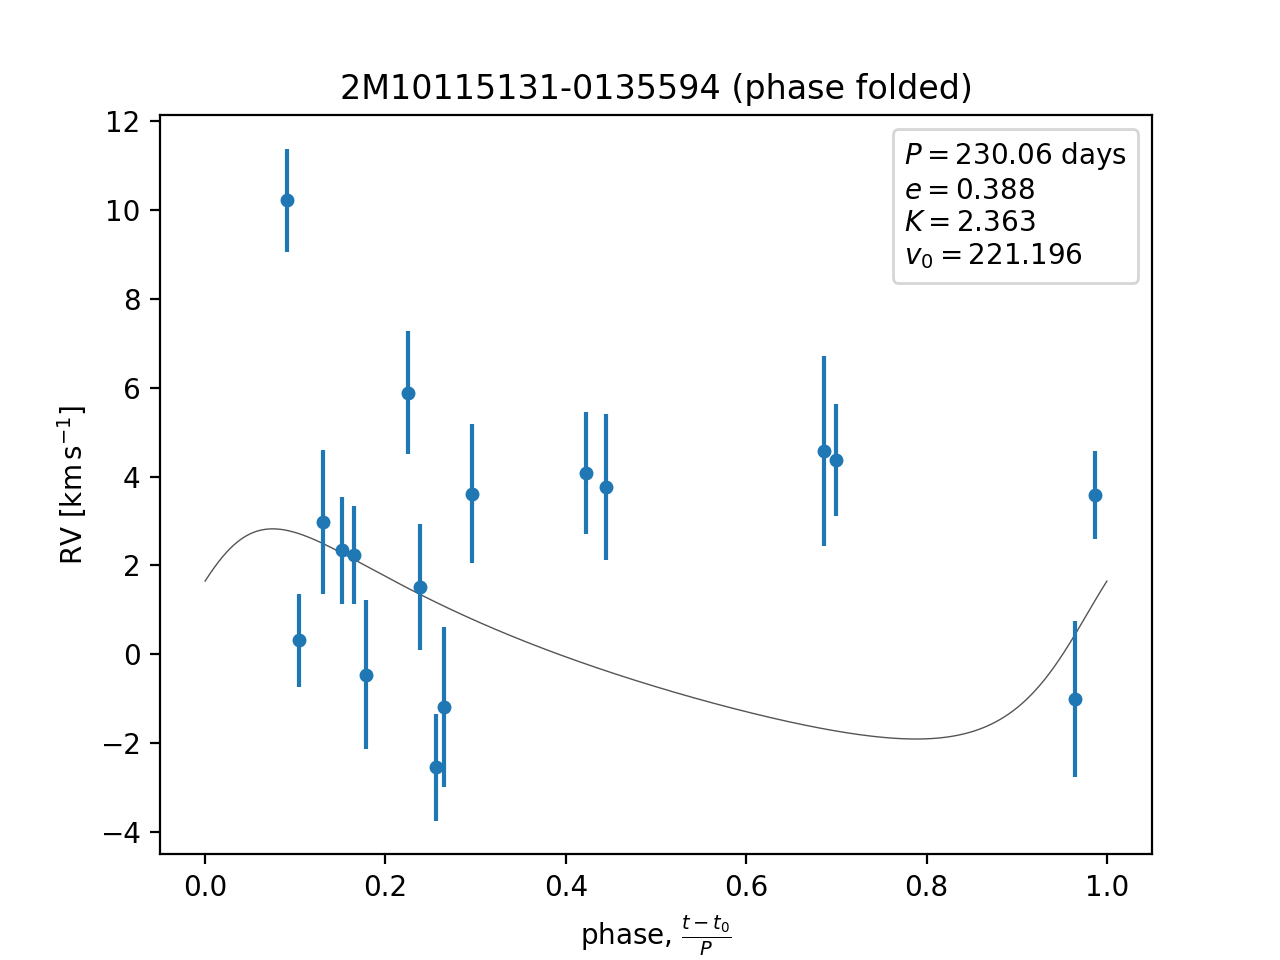 2M10115131-0135594 (phase folded)
P = 230.06 days
e = 0.388
K = 2.363
v₀ = 221.196
12
10
8
6
4
2
0
−2
−4
RV [km s⁻¹]
0.0 0.2 0.4 0.6 0.8 1.0
phase, (t − t₀)/P